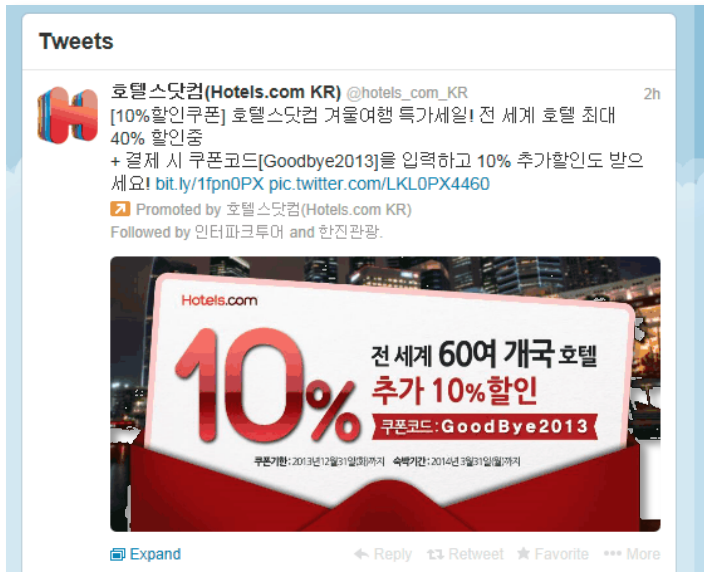 Tweets
호텔스닷컴(Hotels.com KR) @hotels_com_KR 2h
[10%할인쿠폰] 호텔스닷컴 겨울여행 특가세일! 전 세계 호텔 최대
40% 할인중
+ 결제 시 쿠폰코드[Goodbye2013]을 입력하고 10% 추가할인도 받으
세요! bit.ly/1fpn0PX pic.twitter.com/LKL0PX4460
Promoted by 호텔스닷컴(Hotels.com KR)
Followed by 인터파크투어 and 한진관광.
Hotels.com
10%
전 세계 60여 개국 호텔
추가 10%할인
쿠폰코드:GoodBye2013
쿠폰기한:2013년12월31일(화)까지 숙박기간:2014년 3월31일(월)까지
Expand Reply Retweet Favorite More